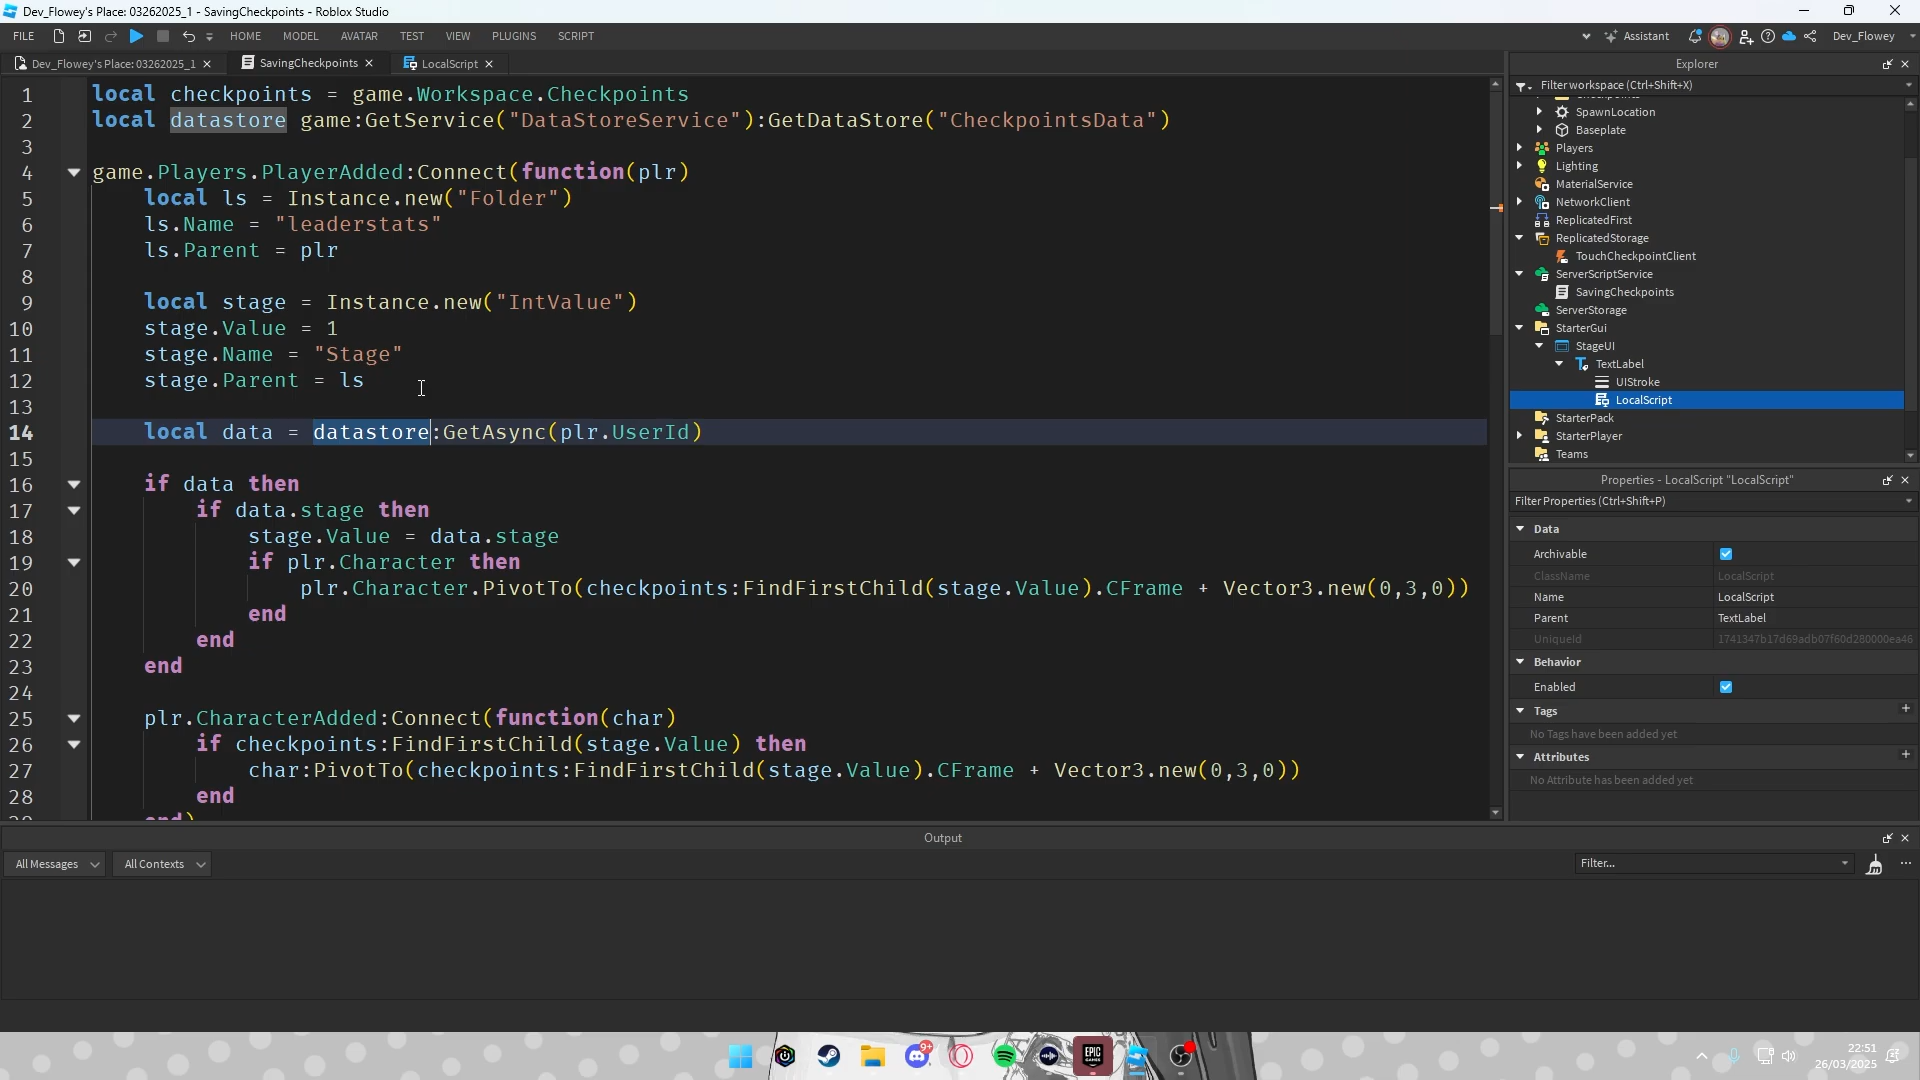 Dev_Flowey's Place: 03262025_1 - SavingCheckpoints - Roblox Studio
FILE HOME MODEL AVATAR TEST VIEW PLUGINS SCRIPT Assistant Dev_Flowey
Dev_Flowey's Place: 03262025_1 SavingCheckpoints LocalScript
1 local checkpoints = game.Workspace.Checkpoints
2 local datastore game:GetService("DataStoreService"):GetDataStore("CheckpointsData")
3
4 game.Players.PlayerAdded:Connect(function(plr)
5 local ls = Instance.new("Folder")
6 ls.Name = "leaderstats"
7 ls.Parent = plr
8
9 local stage = Instance.new("IntValue")
10 stage.Value = 1
11 stage.Name = "Stage"
12 stage.Parent = ls
13
14 local data = datastore:GetAsync(plr.UserId)
15
16 if data then
17 if data.stage then
18 stage.Value = data.stage
19 if plr.Character then
20 plr.Character.PivotTo(checkpoints:FindFirstChild(stage.Value).CFrame + Vector3.new(0,3,0))
21 end
22 end
23 end
24
25 plr.CharacterAdded:Connect(function(char)
26 if checkpoints:FindFirstChild(stage.Value) then
27 char:PivotTo(checkpoints:FindFirstChild(stage.Value).CFrame + Vector3.new(0,3,0))
28 end
end)
Explorer
Filter workspace (Ctrl+Shift+X)
SpawnLocation
Baseplate
Players
Lighting
MaterialService
NetworkClient
ReplicatedFirst
ReplicatedStorage
TouchCheckpointClient
ServerScriptService
SavingCheckpoints
ServerStorage
StarterGui
StageUI
TextLabel
UIStroke
LocalScript
StarterPack
StarterPlayer
Teams
Properties - LocalScript "LocalScript"
Filter Properties (Ctrl+Shift+P)
Data
Archivable
ClassName LocalScript
Name LocalScript
Parent TextLabel
UniqueId 1741347b17d69adb07f60d280000ea46
Behavior
Enabled
Tags
No Tags have been added yet
Attributes
No Attribute has been added yet
Output
All Messages All Contexts Filter...
9+
EPIC GAMES
22:51
26/03/2025